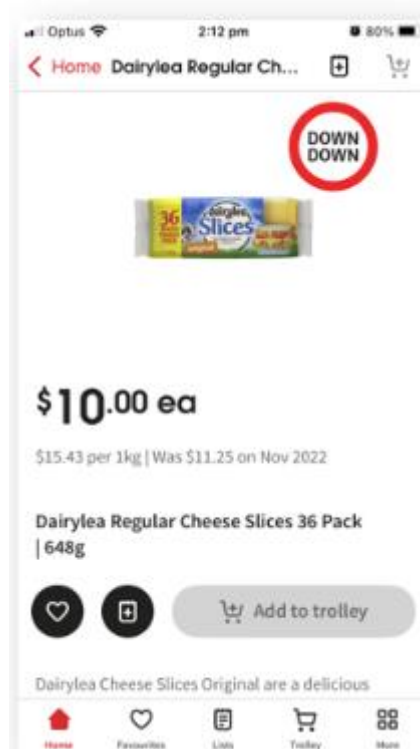 Optus 2:12 pm 80%
Home Dairylea Regular Ch...
DOWN
DOWN
36
dairylea
Slices
original
$10.00 ea
$15.43 per 1kg | Was $11.25 on Nov 2022
Dairylea Regular Cheese Slices 36 Pack
| 648g
Add to trolley
Dairylea Cheese Slices Original are a delicious
Home Favourites Lists Trolley More